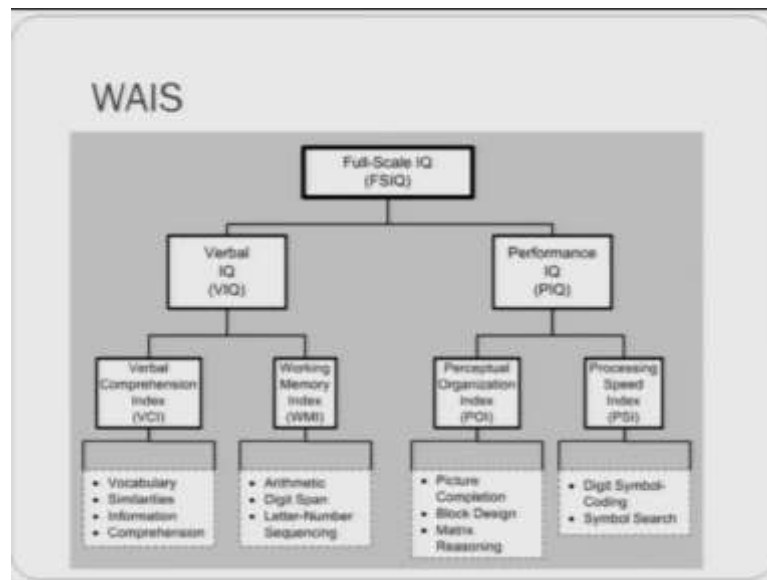 WAIS
Full-Scale IQ
(FSIQ)
Verbal
IQ
(VIQ)
Performance
IQ
(PIQ)
Verbal
Comprehension
Index
(VCI)
Working
Memory
Index
(WMI)
Perceptual
Organization
Index
(POI)
Processing
Speed
Index
(PSI)
• Vocabulary
• Similarities
• Information
• Comprehension
• Arithmetic
• Digit Span
• Letter-Number
Sequencing
• Picture
Completion
• Block Design
• Matrix
Reasoning
• Digit Symbol-
Coding
• Symbol Search